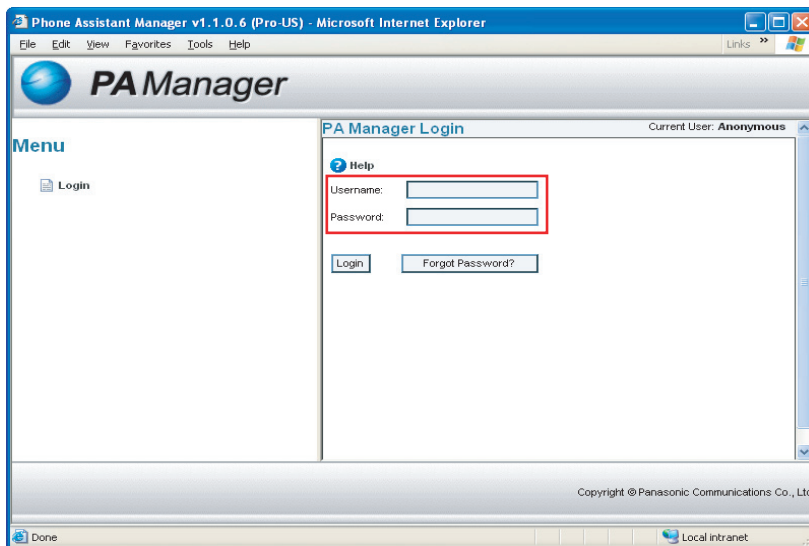 Phone Assistant Manager v1.1.0.6 (Pro-US) - Microsoft Internet Explorer
File Edit View Favorites Tools Help Links »
PA Manager
Menu
Login
PA Manager Login Current User: Anonymous
Help
Username:
Password:
Login Forgot Password?
Copyright © Panasonic Communications Co., Ltd
Done Local intranet